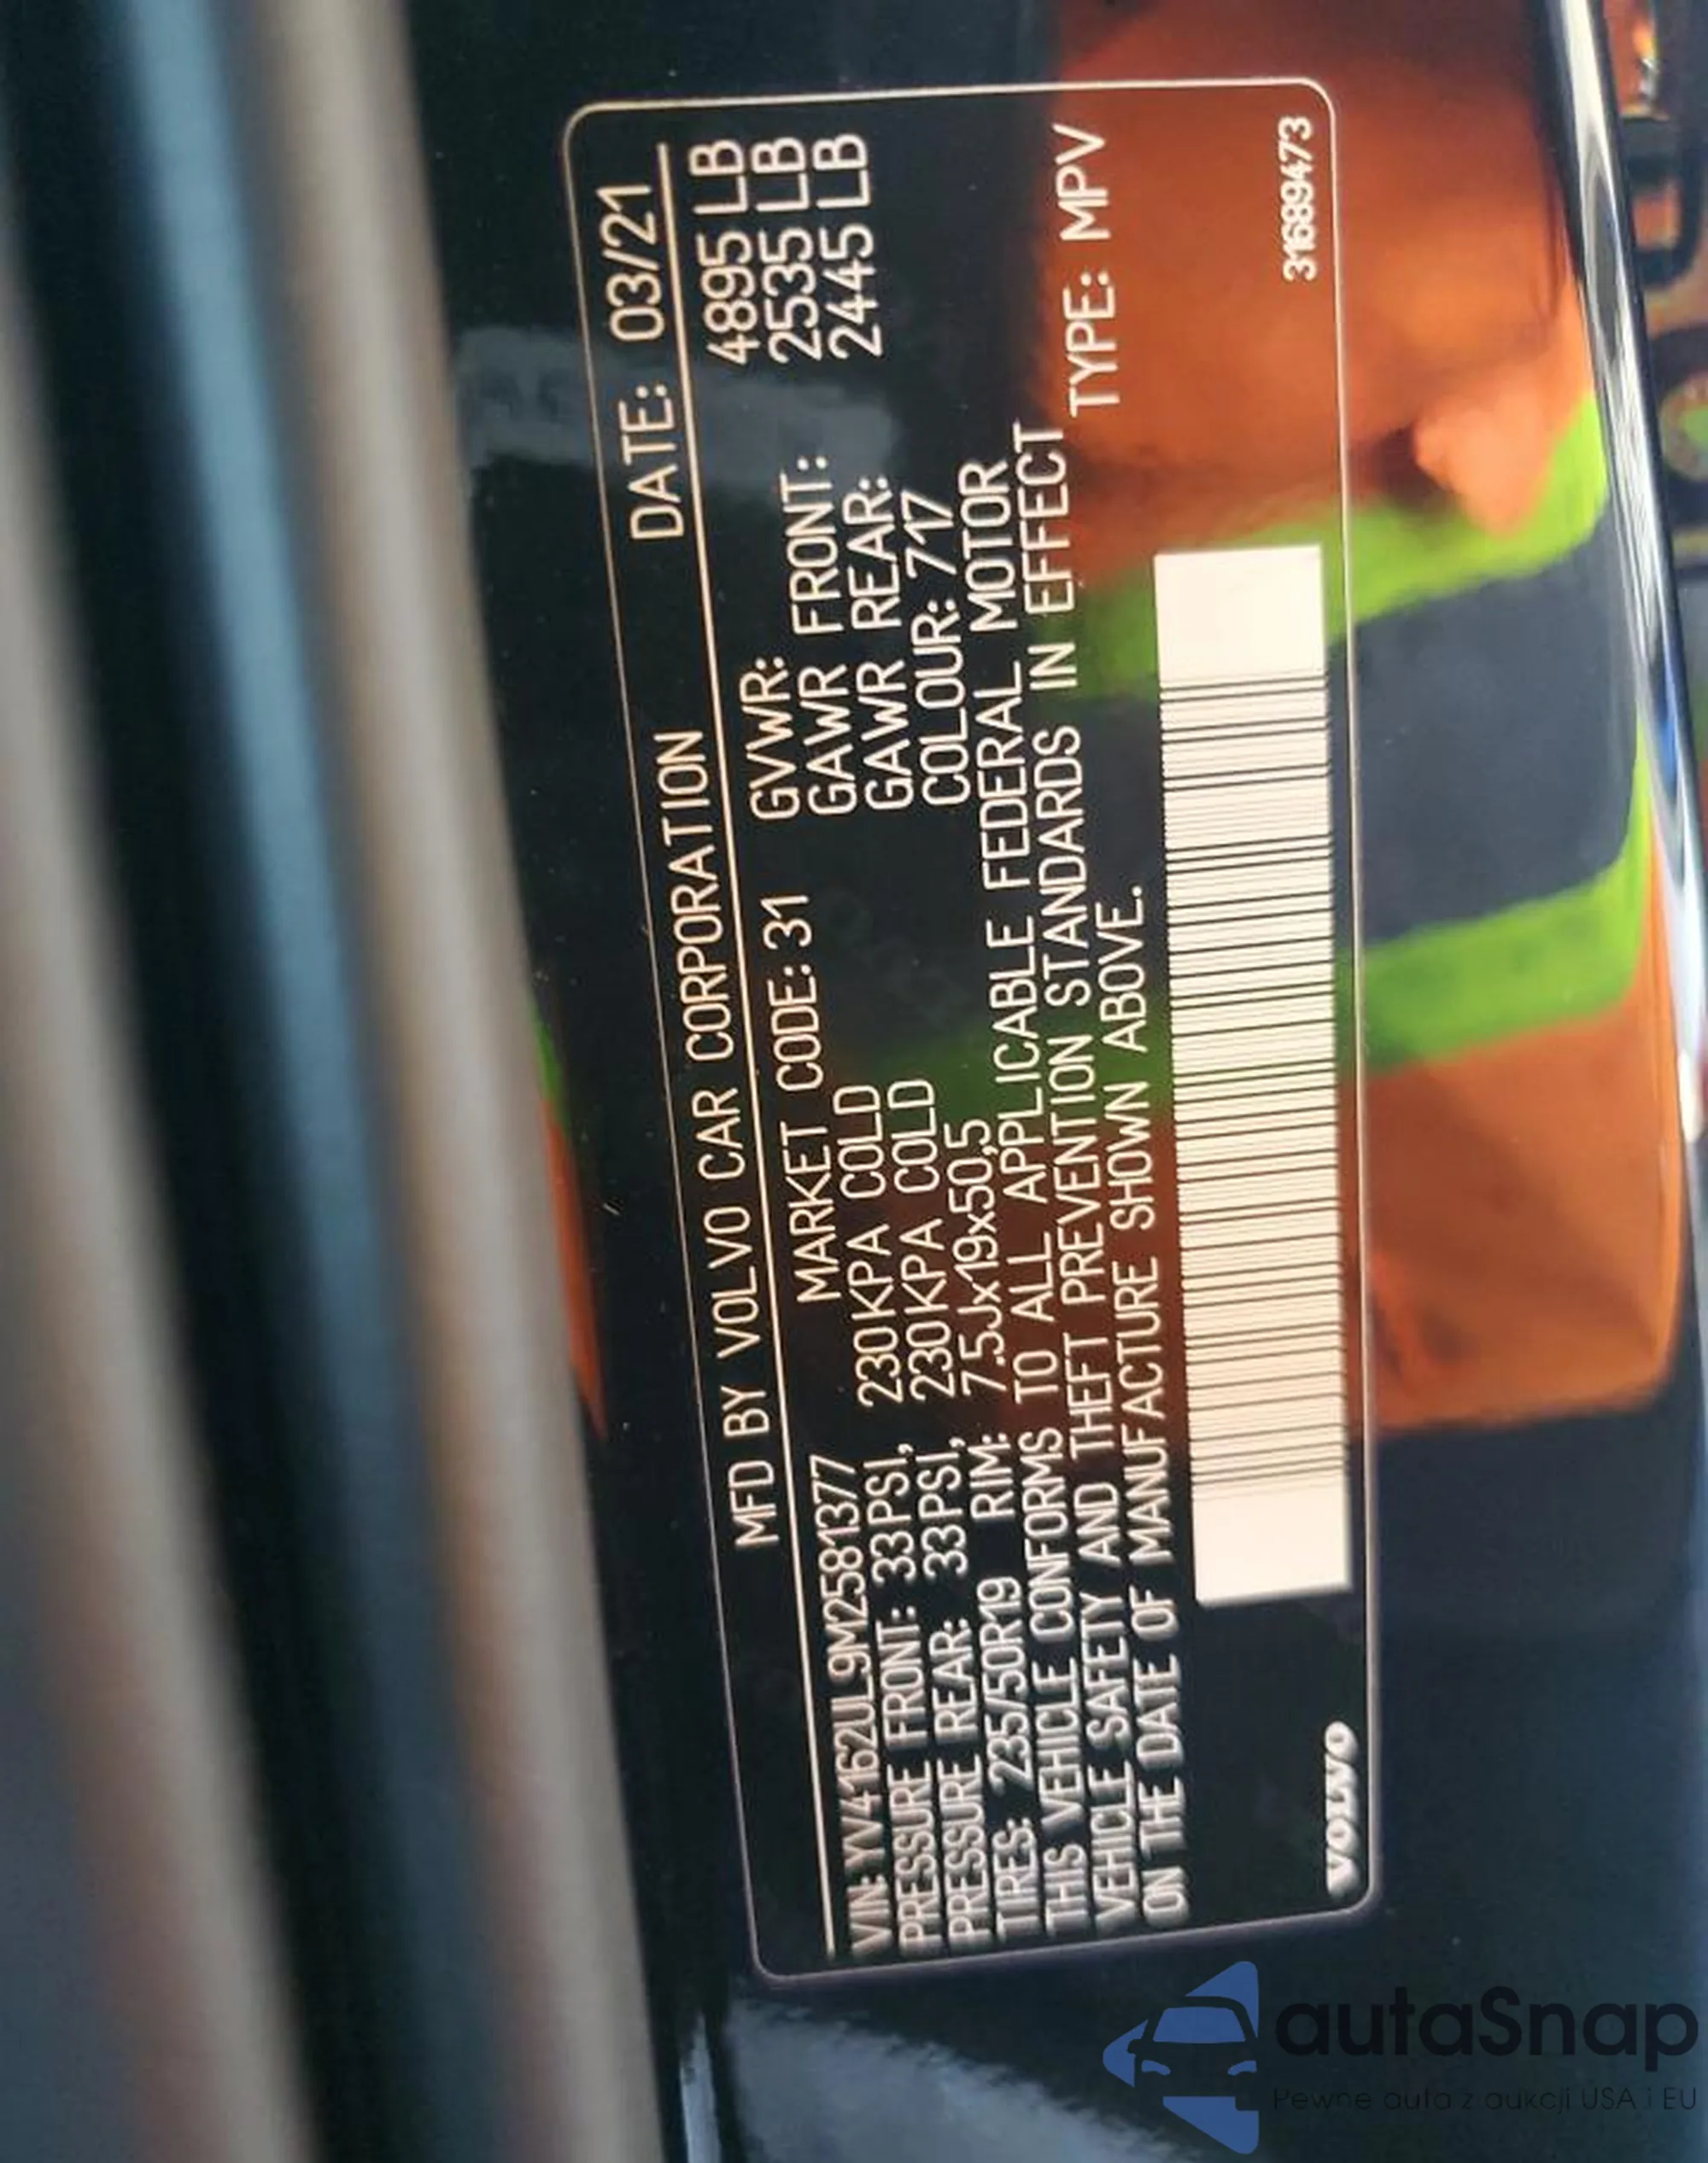 MFD BY VOLVO CAR CORPORATION DATE: 03/21
VIN: YV4162UL9M2581377 MARKET CODE: 31 GVWR: 4895 LB
PRESSURE FRONT: 33PSI, 230KPA COLD GAWR FRONT: 2535 LB
PRESSURE REAR: 33PSI, 230KPA COLD GAWR REAR: 2445 LB
TIRES: 235/50R19 RIM: 7.5Jx19x50,5 COLOUR: 717
THIS VEHICLE CONFORMS TO ALL APPLICABLE FEDERAL MOTOR
VEHICLE SAFETY AND THEFT PREVENTION STANDARDS IN EFFECT
ON THE DATE OF MANUFACTURE SHOWN ABOVE. TYPE: MPV
VOLVO 31689473
autaSnap
Pewne auta z aukcji USA i EU